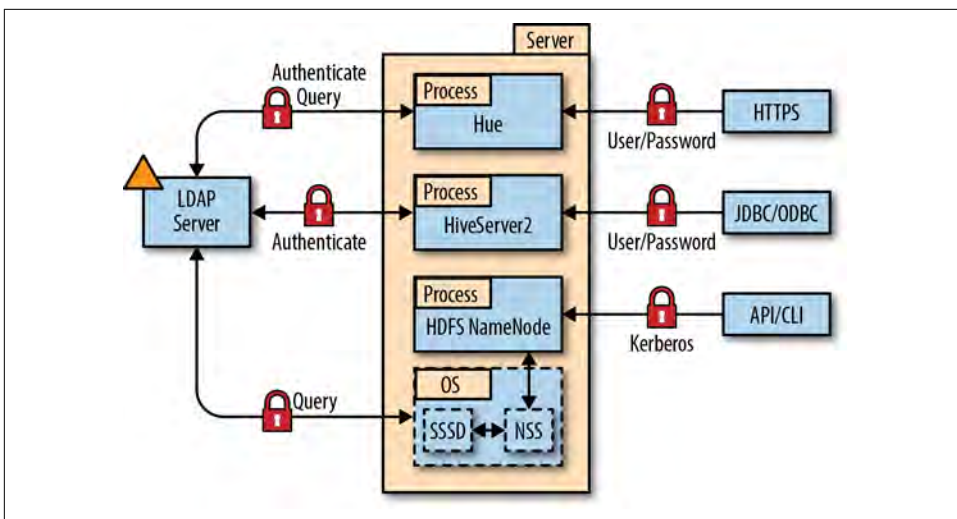 Server
Authenticate
Query
Process
Hue
User/Password
HTTPS
LDAP
Server
Authenticate
Process
HiveServer2
User/Password
JDBC/ODBC
Process
HDFS NameNode
Kerberos
API/CLI
Query
OS
SSSD
NSS